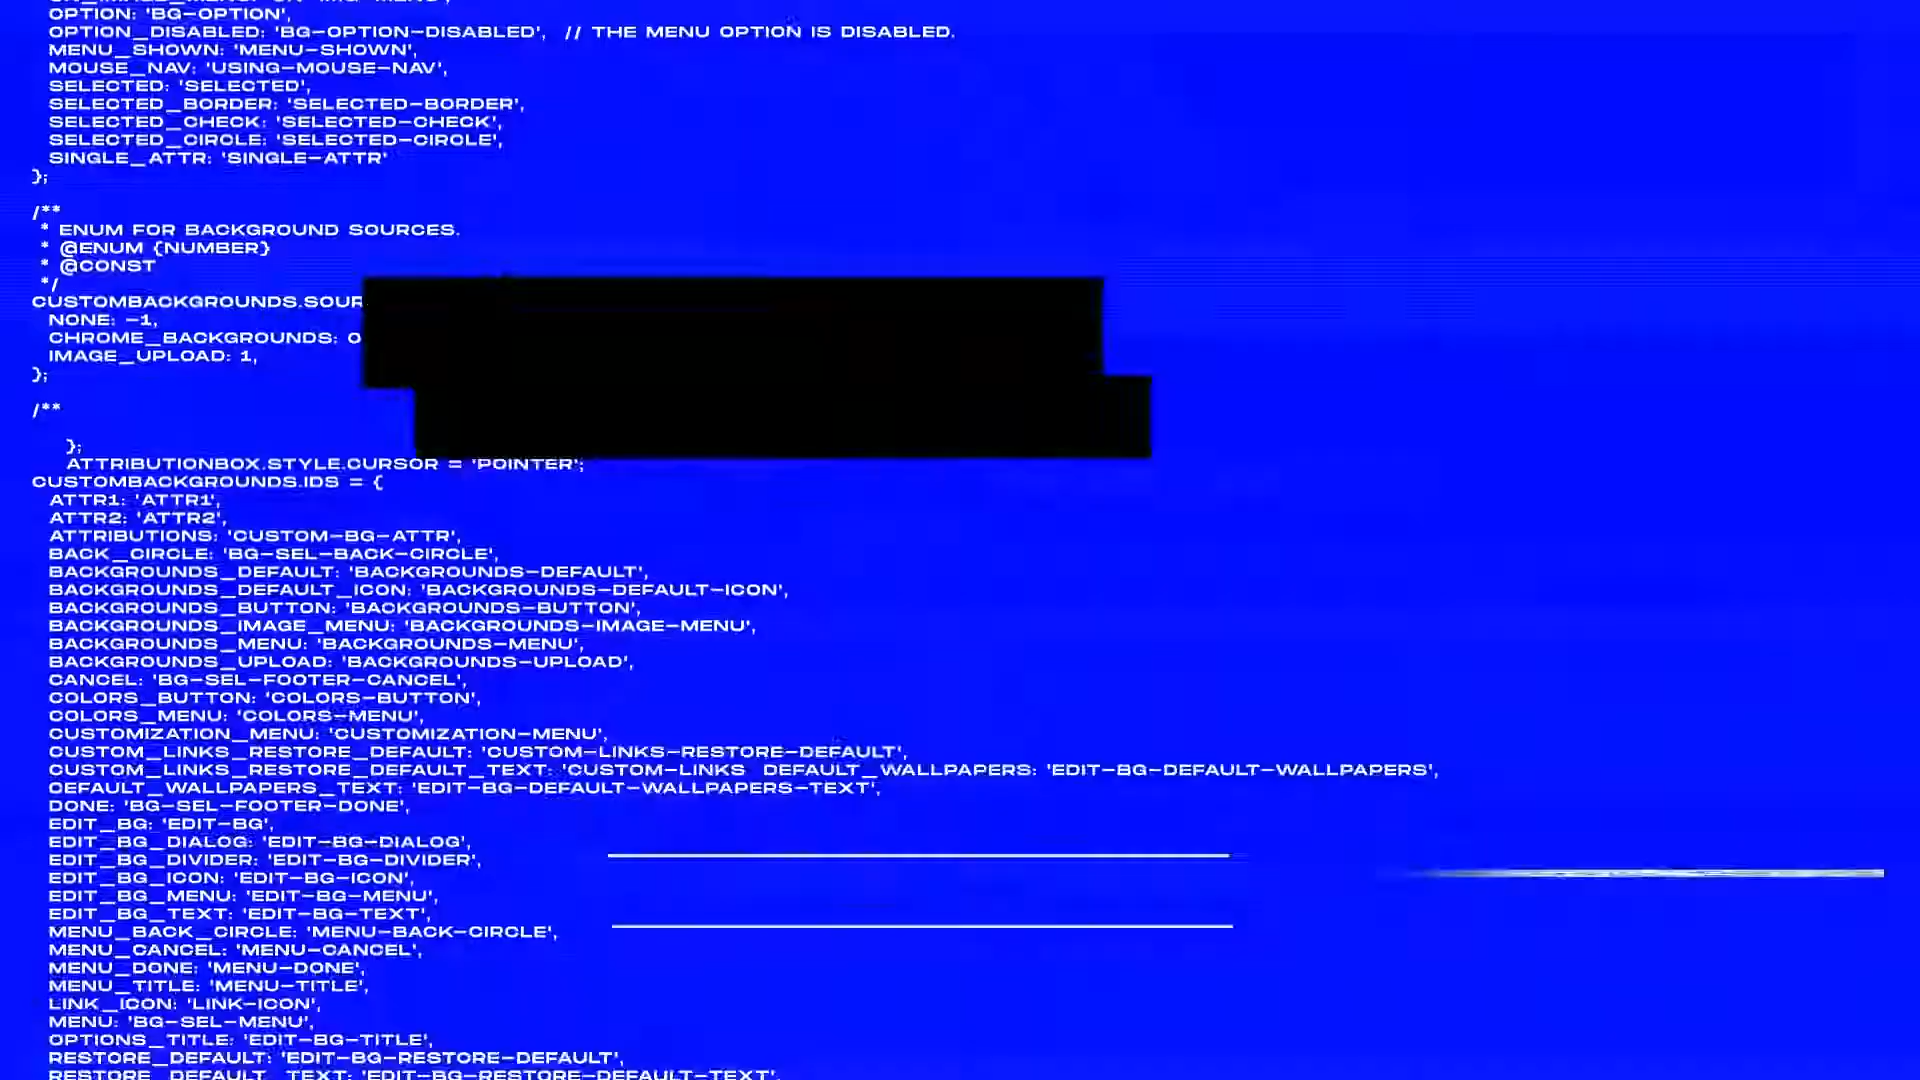 OPTION: 'BG-OPTION',
OPTION_DISABLED: 'BG-OPTION-DISABLED', // THE MENU OPTION IS DISABLED.
MENU_SHOWN: 'MENU-SHOWN',
MOUSE_NAV: 'USING-MOUSE-NAV',
SELECTED: 'SELECTED',
SELECTED_BORDER: 'SELECTED-BORDER',
SELECTED_CHECK: 'SELECTED-CHECK',
SELECTED_CIRCLE: 'SELECTED-CIRCLE',
SINGLE_ATTR: 'SINGLE-ATTR'
};
/**
* ENUM FOR BACKGROUND SOURCES.
* @ENUM {NUMBER}
* @CONST
*/
CUSTOMBACKGROUNDS.SOUR
NONE: -1,
CHROME_BACKGROUNDS: 0
IMAGE_UPLOAD: 1,
};
/**
};
ATTRIBUTIONBOX.STYLE.CURSOR = 'POINTER';
CUSTOMBACKGROUNDS.IDS = {
ATTR1: 'ATTR1',
ATTR2: 'ATTR2',
ATTRIBUTIONS: 'CUSTOM-BG-ATTR',
BACK_CIRCLE: 'BG-SEL-BACK-CIRCLE',
BACKGROUNDS_DEFAULT: 'BACKGROUNDS-DEFAULT',
BACKGROUNDS_DEFAULT_ICON: 'BACKGROUNDS-DEFAULT-ICON',
BACKGROUNDS_BUTTON: 'BACKGROUNDS-BUTTON',
BACKGROUNDS_IMAGE_MENU: 'BACKGROUNDS-IMAGE-MENU',
BACKGROUNDS_MENU: 'BACKGROUNDS-MENU',
BACKGROUNDS_UPLOAD: 'BACKGROUNDS-UPLOAD',
CANCEL: 'BG-SEL-FOOTER-CANCEL',
COLORS_BUTTON: 'COLORS-BUTTON',
COLORS_MENU: 'COLORS-MENU',
CUSTOMIZATION_MENU: 'CUSTOMIZATION-MENU',
CUSTOM_LINKS_RESTORE_DEFAULT: 'CUSTOM-LINKS-RESTORE-DEFAULT',
CUSTOM_LINKS_RESTORE_DEFAULT_TEXT: 'CUSTOM-LINKS DEFAULT_WALLPAPERS: 'EDIT-BG-DEFAULT-WALLPAPERS',
DEFAULT_WALLPAPERS_TEXT: 'EDIT-BG-DEFAULT-WALLPAPERS-TEXT',
DONE: 'BG-SEL-FOOTER-DONE',
EDIT_BG: 'EDIT-BG',
EDIT_BG_DIALOG: 'EDIT-BG-DIALOG',
EDIT_BG_DIVIDER: 'EDIT-BG-DIVIDER',
EDIT_BG_ICON: 'EDIT-BG-ICON',
EDIT_BG_MENU: 'EDIT-BG-MENU',
EDIT_BG_TEXT: 'EDIT-BG-TEXT',
MENU_BACK_CIRCLE: 'MENU-BACK-CIRCLE',
MENU_CANCEL: 'MENU-CANCEL',
MENU_DONE: 'MENU-DONE',
MENU_TITLE: 'MENU-TITLE',
LINK_ICON: 'LINK-ICON',
MENU: 'BG-SEL-MENU',
OPTIONS_TITLE: 'EDIT-BG-TITLE',
RESTORE_DEFAULT: 'EDIT-BG-RESTORE-DEFAULT',
RESTORE_DEFAULT_TEXT: 'EDIT-BG-RESTORE-DEFAULT-TEXT',